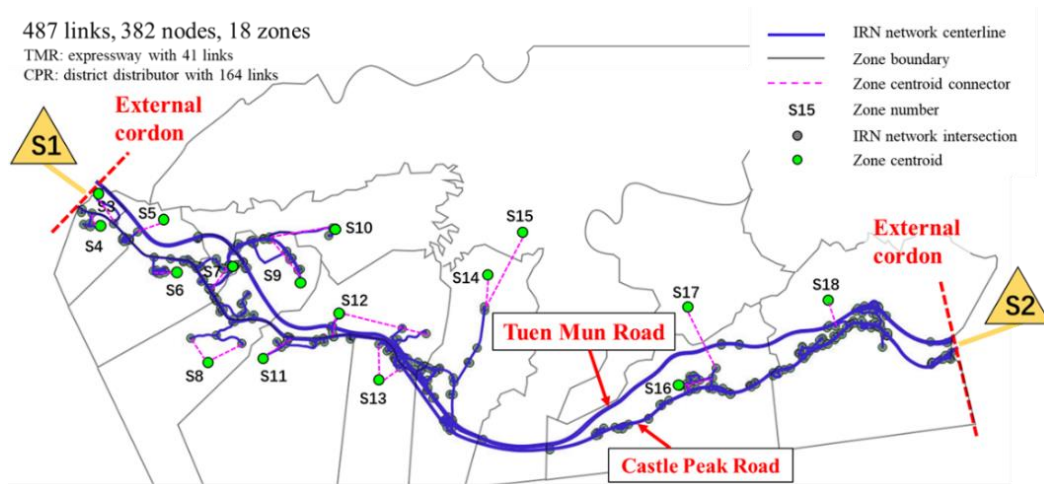 487 links, 382 nodes, 18 zones
TMR: expressway with 41 links
CPR: district distributor with 164 links
IRN network centerline
Zone boundary
Zone centroid connector
S15
Zone number
IRN network intersection
Zone centroid
External
cordon
S1
S3
S5
S4
S6
S7
S9
S10
S15
S14
S12
S8
S11
S13
S17
S18
S16
External
cordon
S2
Tuen Mun Road
Castle Peak Road